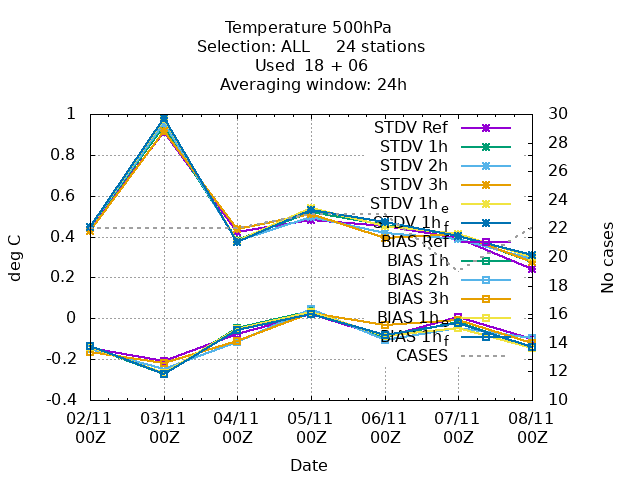 Temperature 500hPa
Selection: ALL 24 stations
Used 18 + 06
Averaging window: 24h
deg C
1
0.8
0.6
0.4
0.2
0
-0.2
-0.4
30
28
26
24
22
20
18
16
14
12
10
No cases
STDV Ref
STDV 1h
STDV 2h
STDV 3h
STDV 1h e
STDV 1h f
BIAS Ref
BIAS 1h
BIAS 2h
BIAS 3h
BIAS 1h e
BIAS 1h f
CASES
02/11 03/11 04/11 05/11 06/11 07/11 08/11
00Z 00Z 00Z 00Z 00Z 00Z 00Z
Date